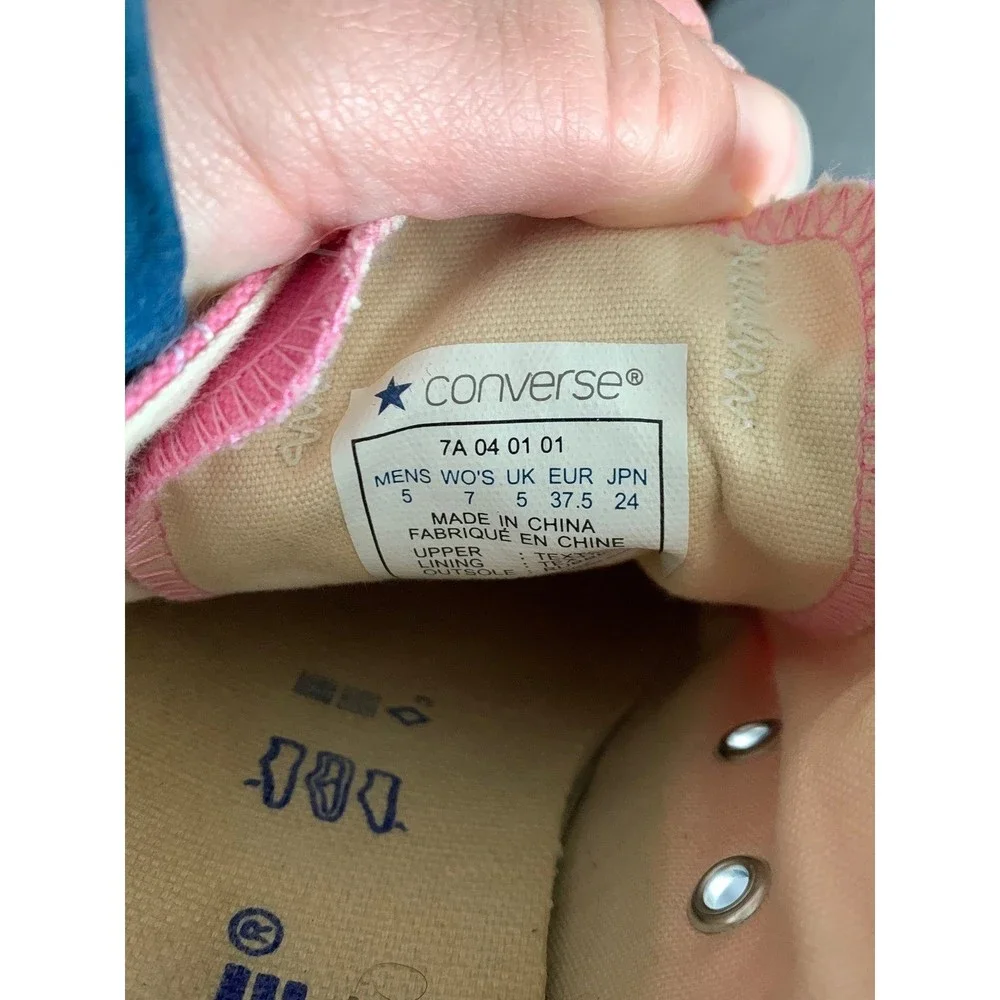 converse®
7A 04 01 01
MENS WO'S UK EUR JPN
5 7 5 37.5 24
MADE IN CHINA
FABRIQUÉ EN CHINE
UPPER :
LINING :
OUTSOLE :
®